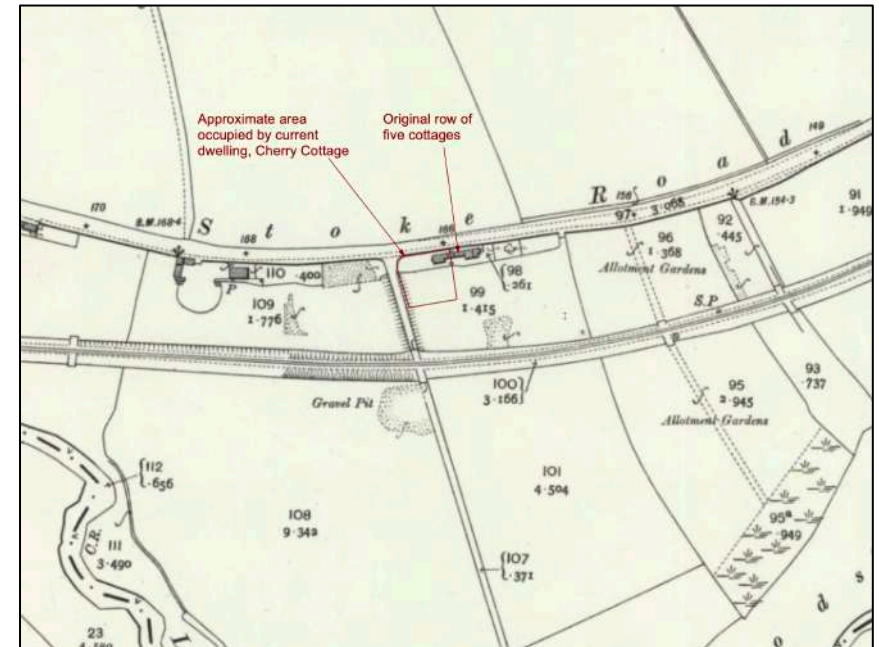 Approximate area
occupied by current
dwelling, Cherry Cottage
Original row of
five cottages
Stoke Road
149
170
B.M.168·4
168
166
156
97
3·068
B.M.154·3
91
1·949
92
·445
96
1·368
Allotment Gardens
110 ·400
P
98
·261
109
1·776
99
1·415
S.P
93
·737
100
3·166
95
2·945
Allotment Gardens
Gravel Pit
112
·656
101
4·504
108
9·342
95a
·949
C.R.
111
3·490
107
·371
23
L
o d s